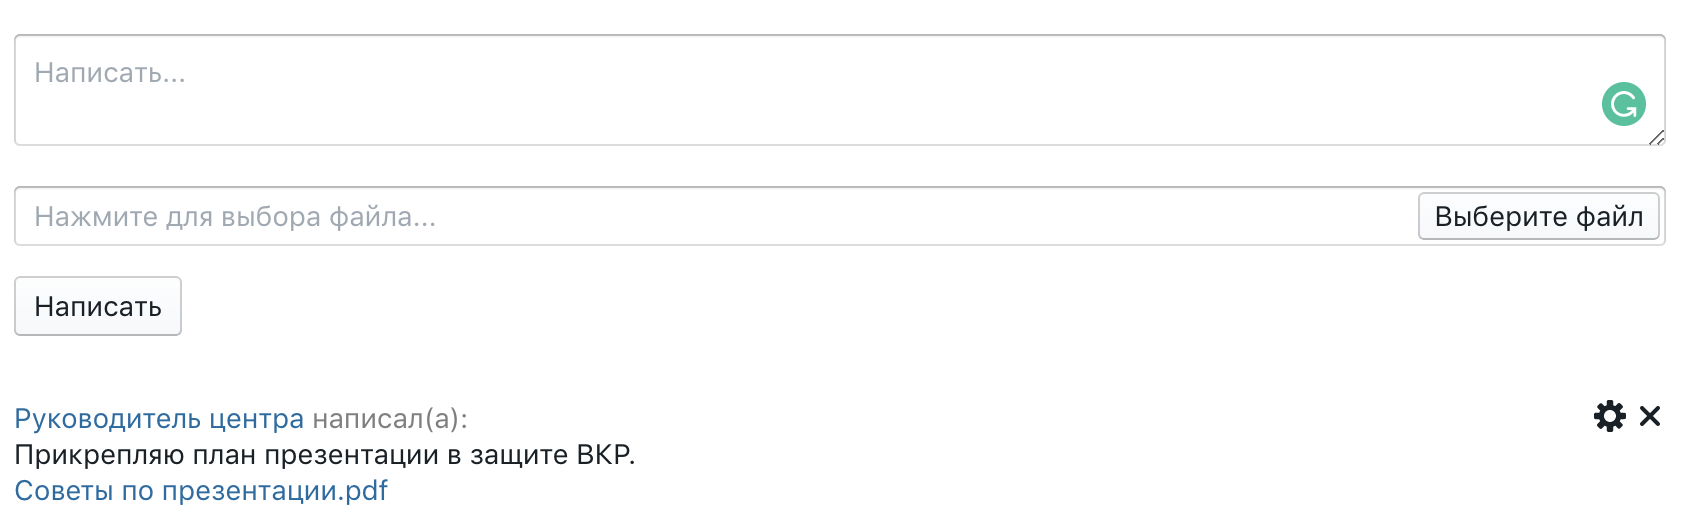 Написать...
Нажмите для выбора файла...
Выберите файл
Написать
Руководитель центра написал(а):
Прикрепляю план презентации в защите ВКР.
Советы по презентации.pdf